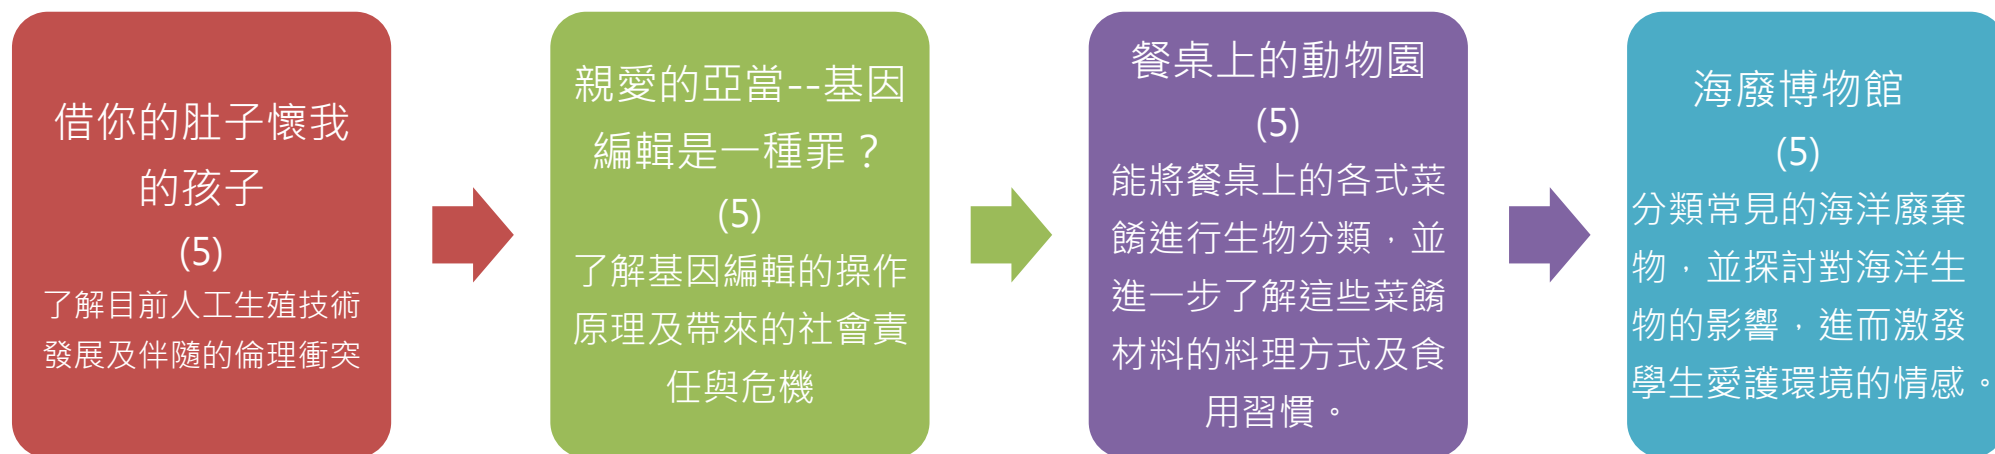 借你的肚子懷我
的孩子
(5)
了解目前人工生殖技術
發展及伴隨的倫理衝突
親愛的亞當--基因
編輯是一種罪？
(5)
了解基因編輯的操作
原理及帶來的社會責
任與危機
餐桌上的動物園
(5)
能將餐桌上的各式菜
餚進行生物分類，並
進一步了解這些菜餚
材料的料理方式及食
用習慣。
海廢博物館
(5)
分類常見的海洋廢棄
物，並探討對海洋生
物的影響，進而激發
學生愛護環境的情感。